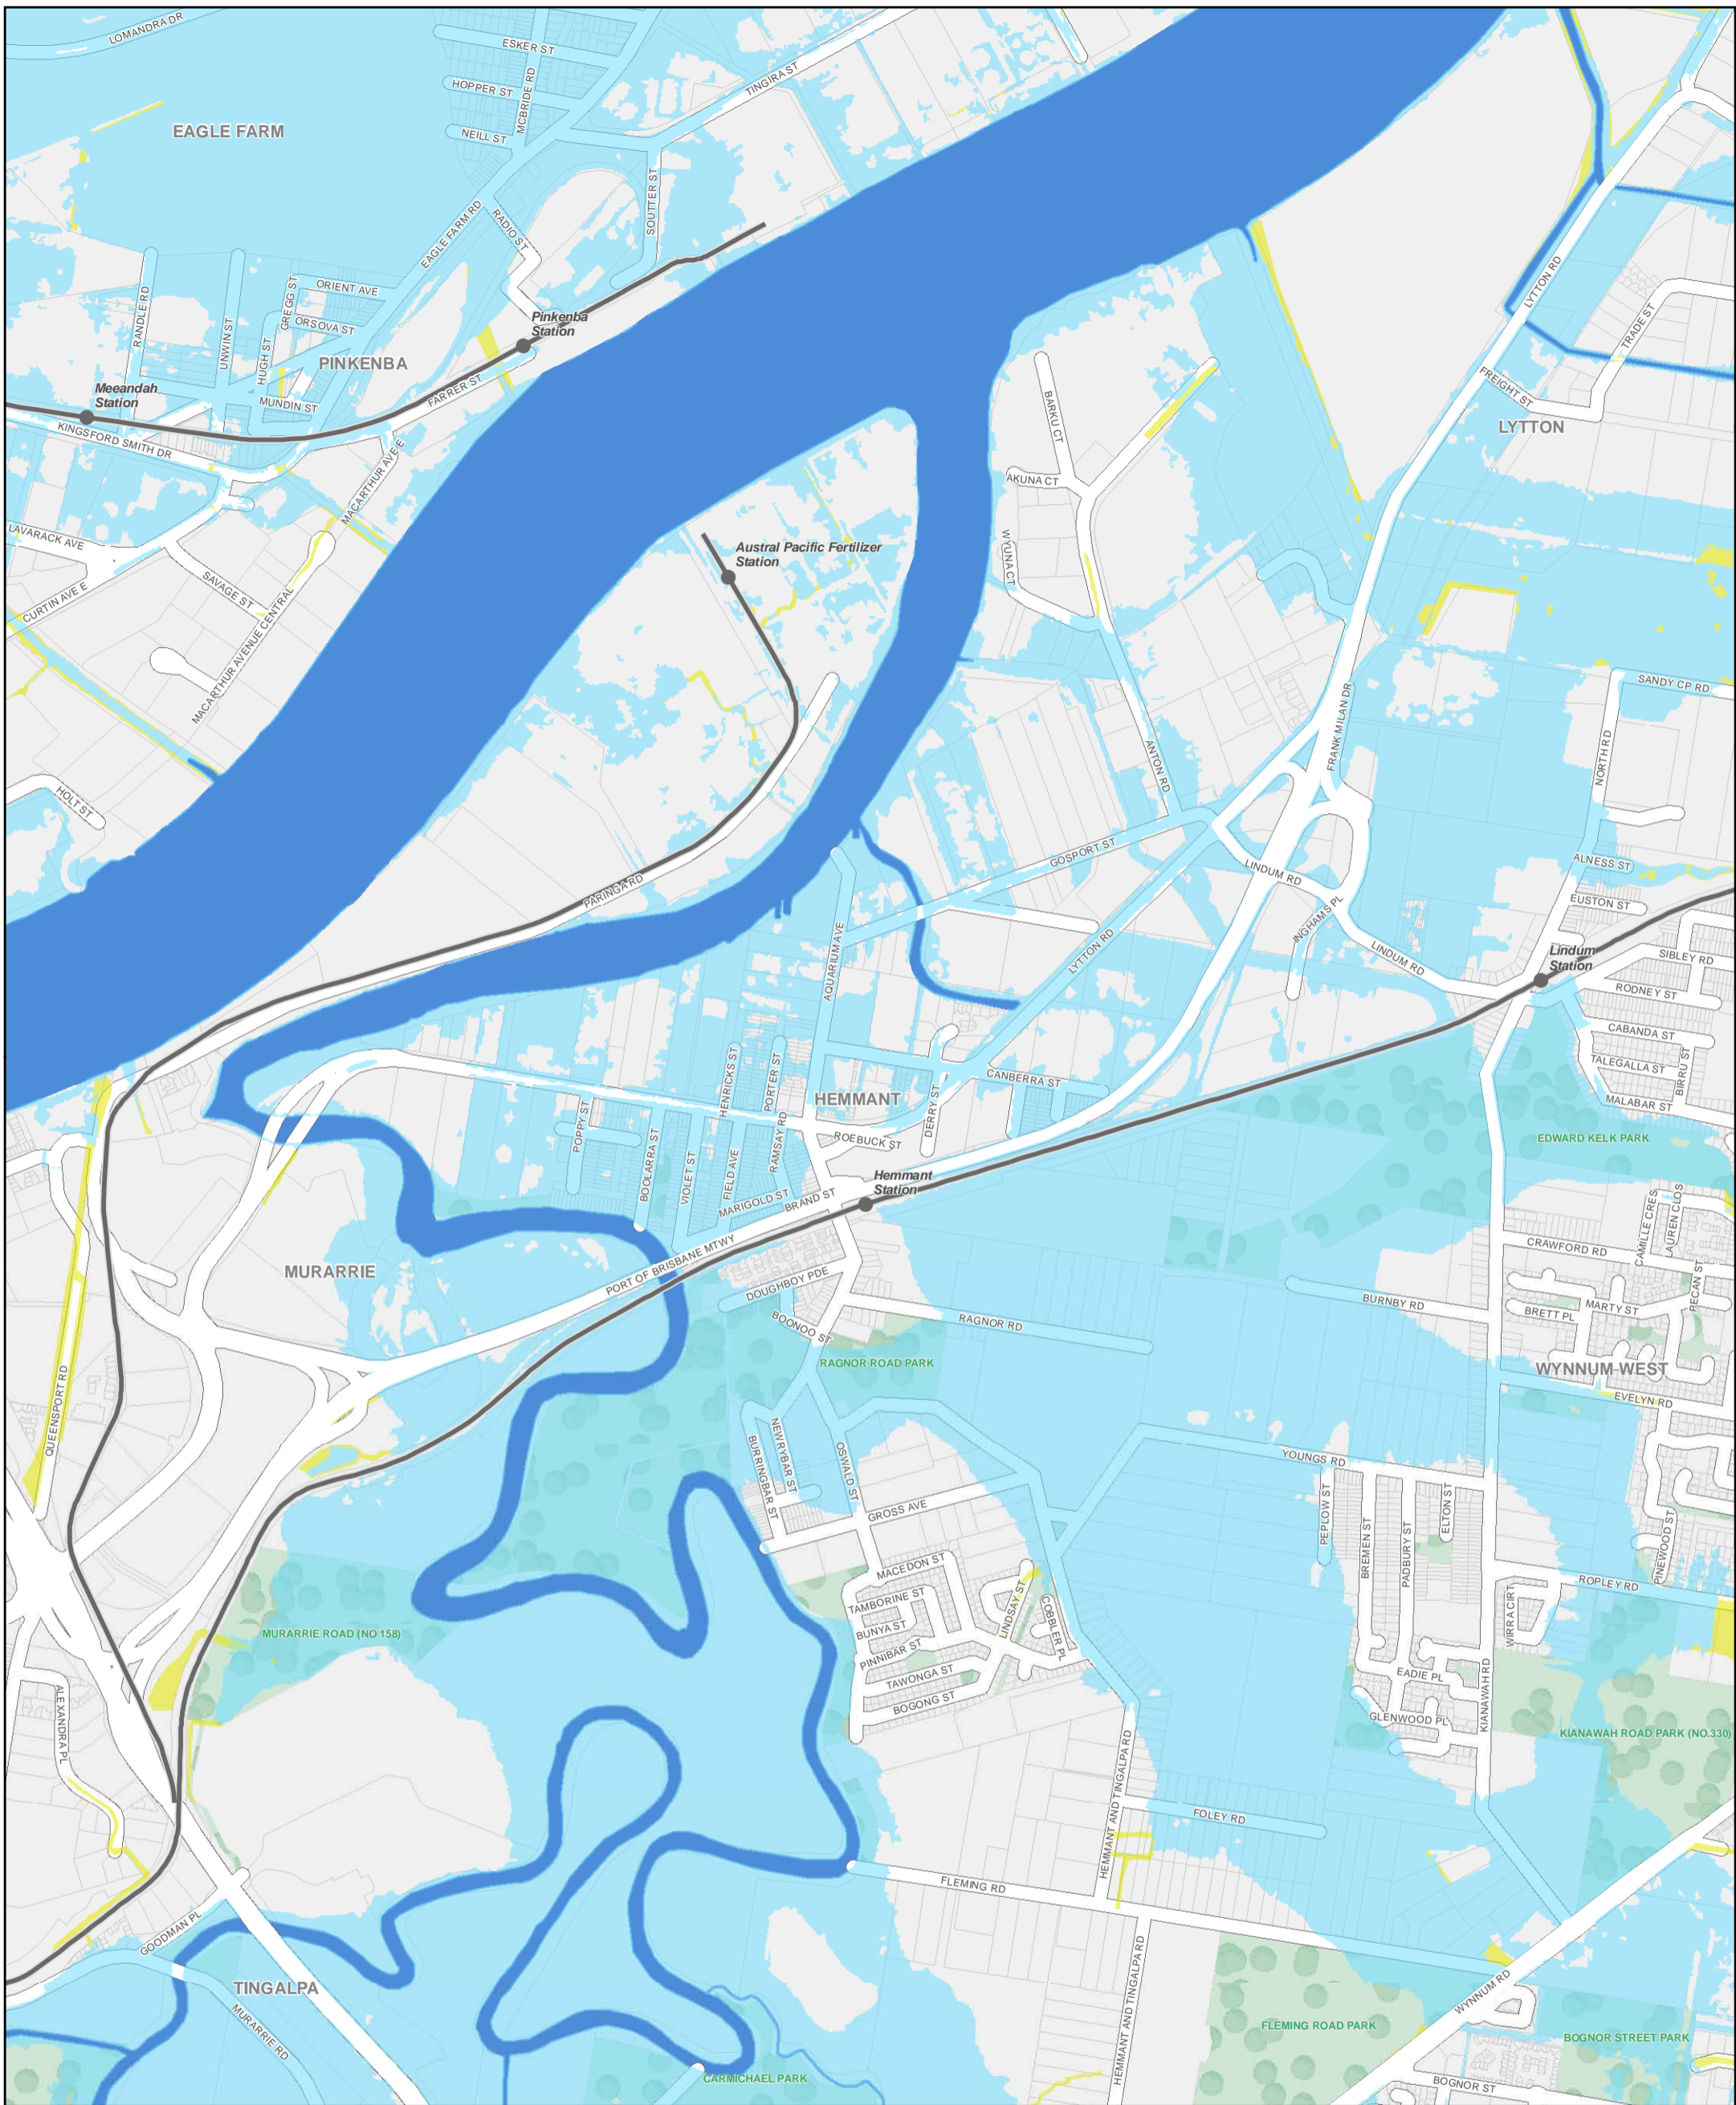 LOMANDRA DR
ESKER ST
HOPPER ST
MCBRIDE RD
NEILL ST
TINGIRA ST
EAGLE FARM
SOUTTER ST
EAGLE FARM RD
RADIO ST
RANDLE RD
UNWIN ST
GREGG ST
ORIENT AVE
ORSOVA ST
HUGH ST
Pinkenba
Station
PINKENBA
Meeandah
Station
MUNDIN ST
FARRER ST
KINGSFORD SMITH DR
MACARTHUR AVE E
LYTTON RD
TRADE ST
FREIGHT ST
LYTTON
BARKU CT
AKUNA CT
WYUNA CT
LAVARACK AVE
SAVAGE ST
CURTIN AVE E
MACARTHUR AVENUE CENTRAL
Austral Pacific Fertilizer
Station
HOLT ST
SANDY CP RD
FRANK MILAN DR
NORTH RD
ANTON RD
GOSPORT ST
LINDUM RD
ALNESS ST
EUSTON ST
PARINGA RD
AQUARIUM AVE
LYTTON RD
INGHAMS PL
LINDUM RD
Lindum
Station
SIBLEY RD
RODNEY ST
CABANDA ST
TALEGALLA ST
BIRRU ST
MALABAR ST
HENRICKS ST
PORTER ST
CANBERRA ST
HEMMANT
DERRY ST
POPPY ST
ROEBUCK ST
RAMSAY RD
BOOLARRA ST
VIOLET ST
FIELD AVE
MARIGOLD ST
BRAND ST
Hemmant
Station
EDWARD KELK PARK
CAMILLE CRES
LAUREN CLOS
CRAWFORD RD
PECAN ST
MURARRIE
PORT OF BRISBANE MTWY
DOUGHBOY PDE
BOONOO ST
RAGNOR RD
BURNBY RD
BRETT PL
MARTY ST
RAGNOR ROAD PARK
WYNNUM WEST
EVELYN RD
QUEENSPORT RD
BURRINGBAR ST
NEWRYBAR ST
OSWALD ST
GROSS AVE
YOUNGS RD
PEPLOW ST
BREMEN ST
PADBURY ST
ELTON ST
PINEWOOD ST
MACEDON ST
TAMBORINE ST
BUNYA ST
PINNIBAR ST
TAWONGA ST
BOGONG ST
LINDSAY ST
COBBLER PL
ROPLEY RD
WIRRA CIRT
EADIE PL
GLENWOOD PL
KIANAWAH RD
MURARRIE ROAD (NO 158)
KIANAWAH ROAD PARK (NO.330)
ALEXANDRA PL
HEMMANT AND TINGALPA RD
FOLEY RD
FLEMING RD
GOODMAN PL
TINGALPA
MURARRIE RD
HEMMANT AND TINGALPA RD
WYNNUM RD
FLEMING ROAD PARK
BOGNOR STREET PARK
CARMICHAEL PARK
BOGNOR ST